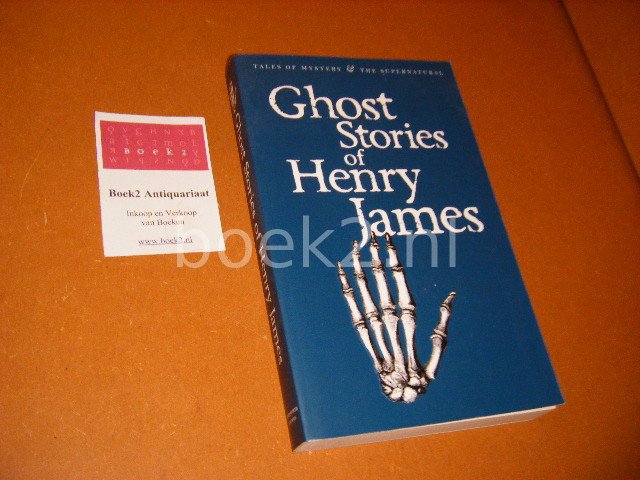 TALES OF MYSTERY & THE SUPERNATURAL
Ghost
Stories
of
Henry
James
Ghost Stories of Henry James
BOEK2
Boek2 Antiquariaat
Inkoop en Verkoop
van Boeken
www.boek2.nl
boek2.nl